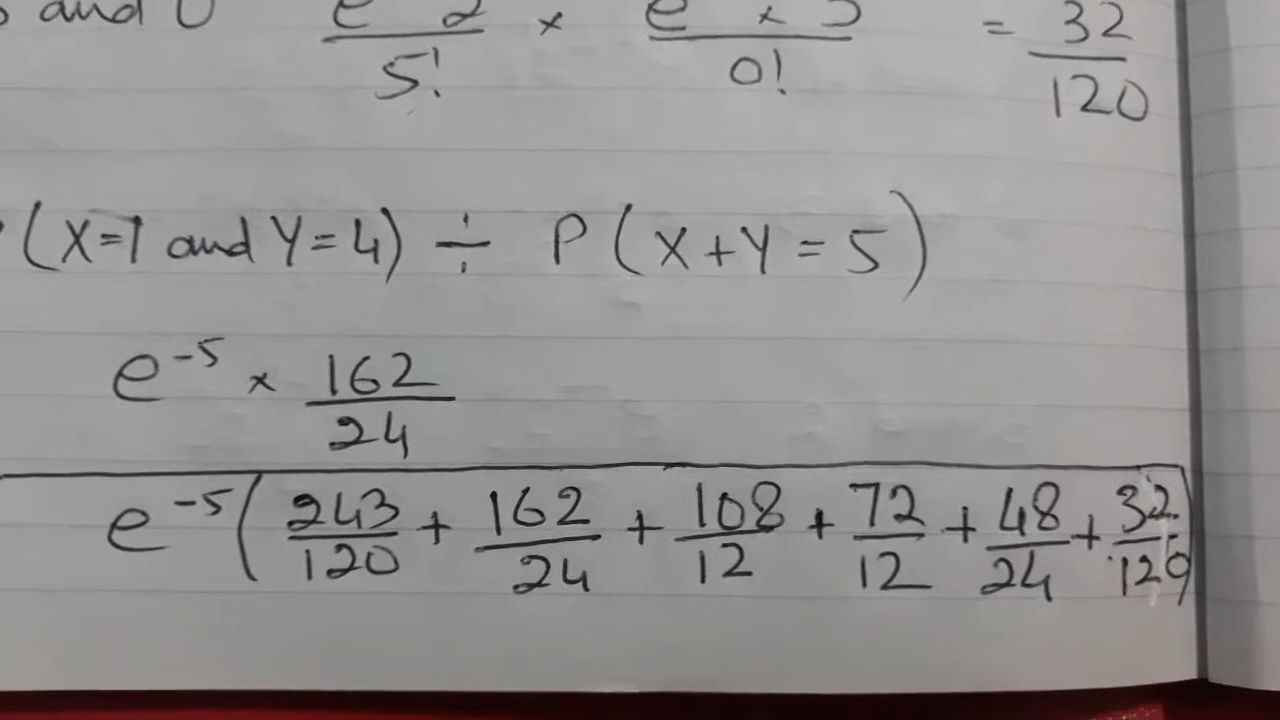 and 0 e 2 / 5! × e × 3 / 0! = 32/120
(X=1 and Y=4) ÷ P(X+Y=5)
e^-5 × 162/24
e^-5 (243/120 + 162/24 + 108/12 + 72/12 + 48/24 + 32/120)